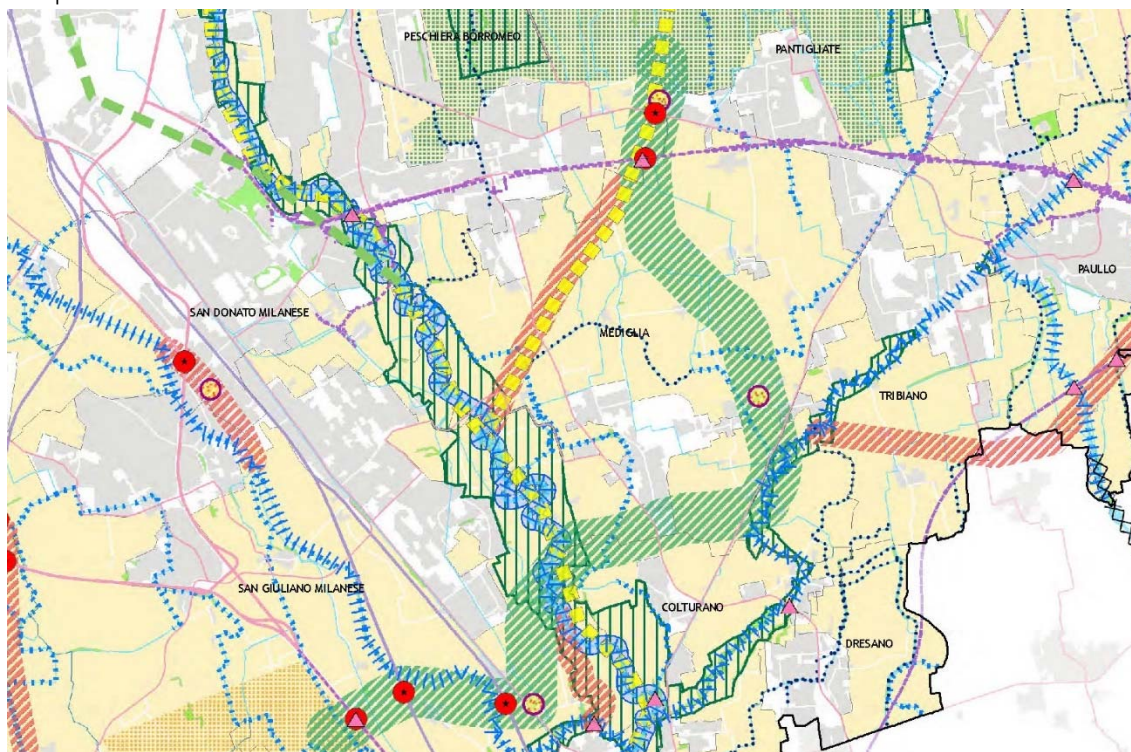 PESCHIERA BORROMEO
PANTIGLIATE
PAULLO
SAN DONATO MILANESE
MEDIGLIA
TRIBIANO
SAN GIULIANO MILANESE
COLTURANO
DRESANO